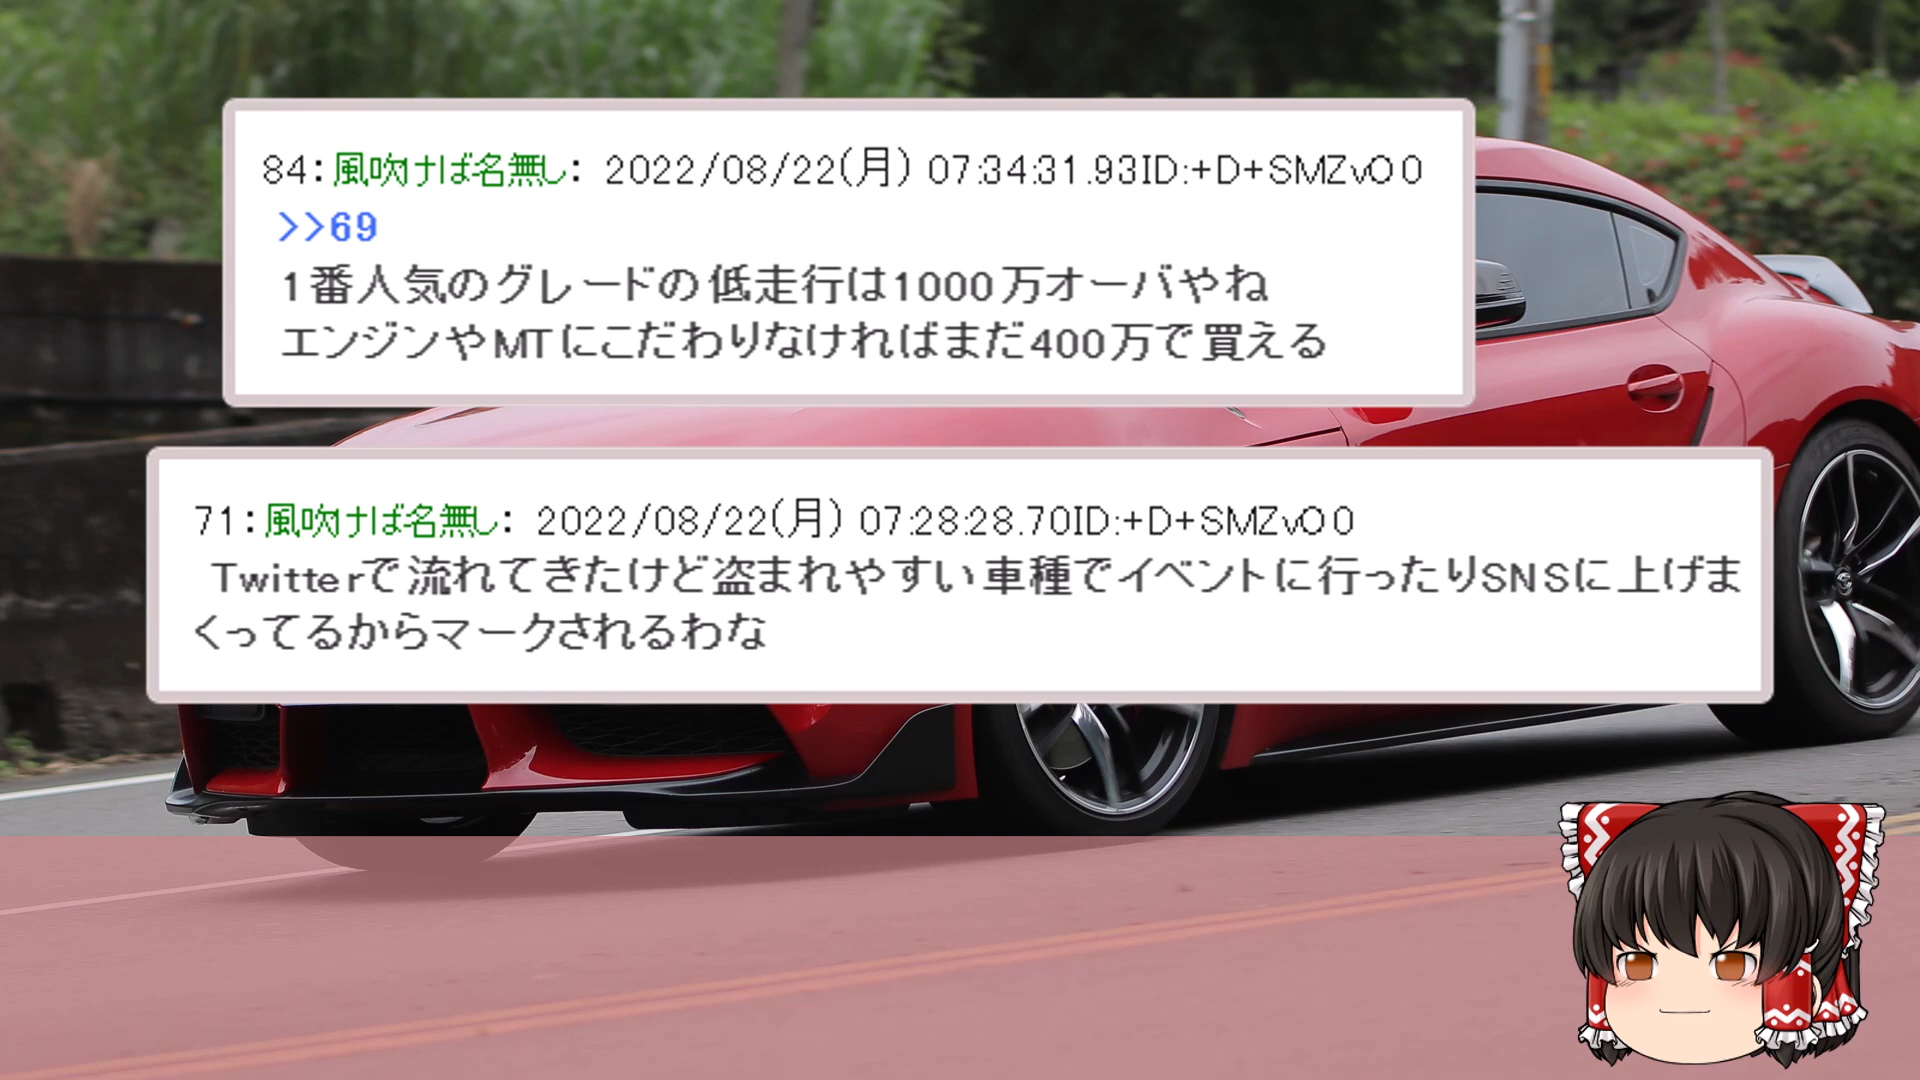 84：風吹けば名無し： 2022/08/22(月) 07:34:31.93ID:+D+SMZvO0
>>69
1番人気のグレードの低走行は1000万オーバやね
エンジンやMTにこだわりなければまだ400万で買える
71：風吹けば名無し： 2022/08/22(月) 07:28:28.70ID:+D+SMZvO0
Twitterで流れてきたけど盗まれやすい車種でイベントに行ったりSNSに上げま
くってるからマークされるわな